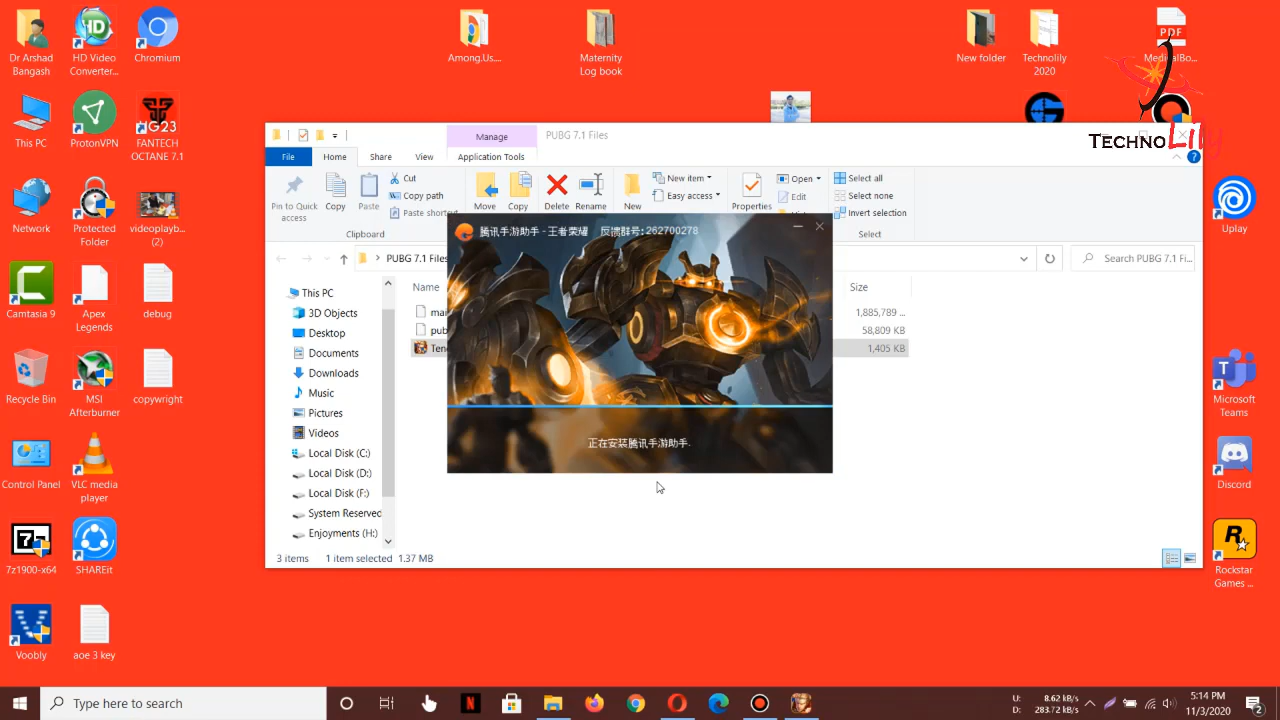 Dr Arshad
Bangash
HD Video
Converter...
Chromium
Among.Us....
Maternity
Log book
New folder
Technolily
2020
PDF
TECHNOLily
This PC
ProtonVPN
FANTECH
OCTANE 7.1
Network
Protected
Folder
videoplayb...
(2)
Camtasia 9
Apex
Legends
debug
Recycle Bin
MSI
Afterburner
copywright
Control Panel
VLC media
player
7z1900-x64
SHAREit
Voobly
aoe 3 key
Uplay
Microsoft
Teams
Discord
Rockstar
Games ...
Manage
PUBG 7.1 Files
File
Home
Share
View
Application Tools
Pin to Quick
access
Copy
Paste
Cut
Copy path
Paste shortc
Clipboard
Move
Copy
Delete
Rename
New
New item
Easy access
Properties
Open
Edit
Select all
Select none
Invert selection
Select
PUBG 7.1 Files
Search PUBG 7.1 Fi...
This PC
3D Objects
Desktop
Documents
Downloads
Music
Pictures
Videos
Local Disk (C:)
Local Disk (D:)
Local Disk (F:)
System Reserved
Enjoyments (H:)
Name
Size
mai
1,885,789 ...
pub
58,809 KB
Ten
1,405 KB
腾讯手游助手 - 王者荣耀 反馈群号:262700278
正在安装腾讯手游助手.
3 items
1 item selected 1.37 MB
Type here to search
U: 8.62 kB/s
D: 283.72 kB/s
5:14 PM
11/3/2020
2